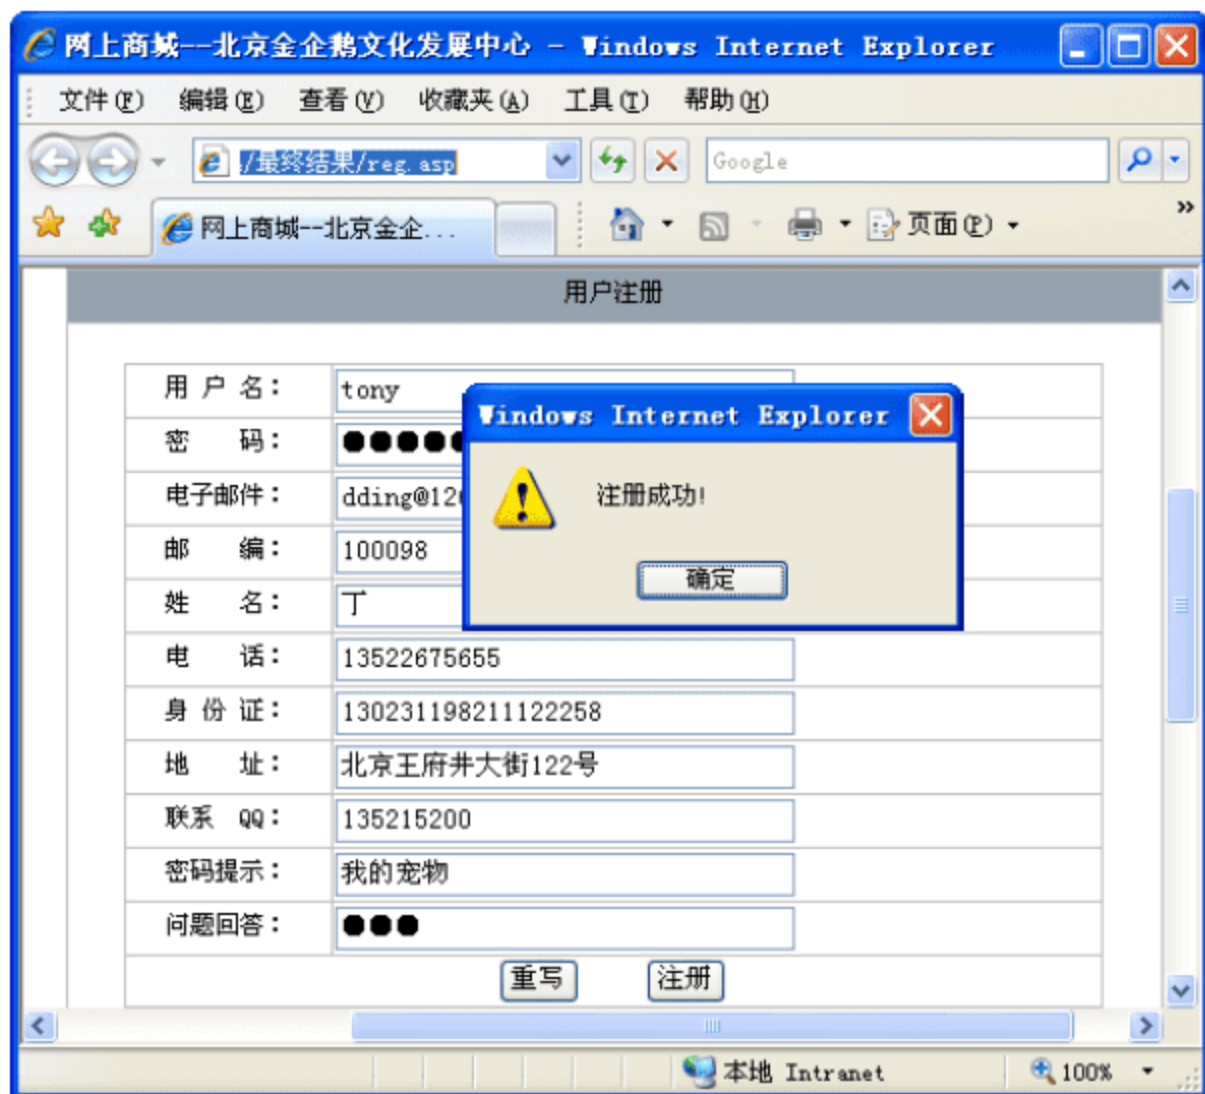 网上商城--北京金企鹅文化发展中心 - Windows Internet Explorer
文件(F) 编辑(E) 查看(V) 收藏夹(A) 工具(T) 帮助(H)
/最终结果/reg.asp Google
网上商城--北京金企... 页面(P) »
用户注册
用 户 名： tony
Windows Internet Explorer
密 码： ●●●●●
电子邮件： dding@12
注册成功!
邮 编： 100098
确定
姓 名： 丁
电 话： 13522675655
身 份 证： 130231198211122258
地 址： 北京王府井大街122号
联系 QQ： 135215200
密码提示： 我的宠物
问题回答： ●●●
重写 注册
本地 Intranet 100%